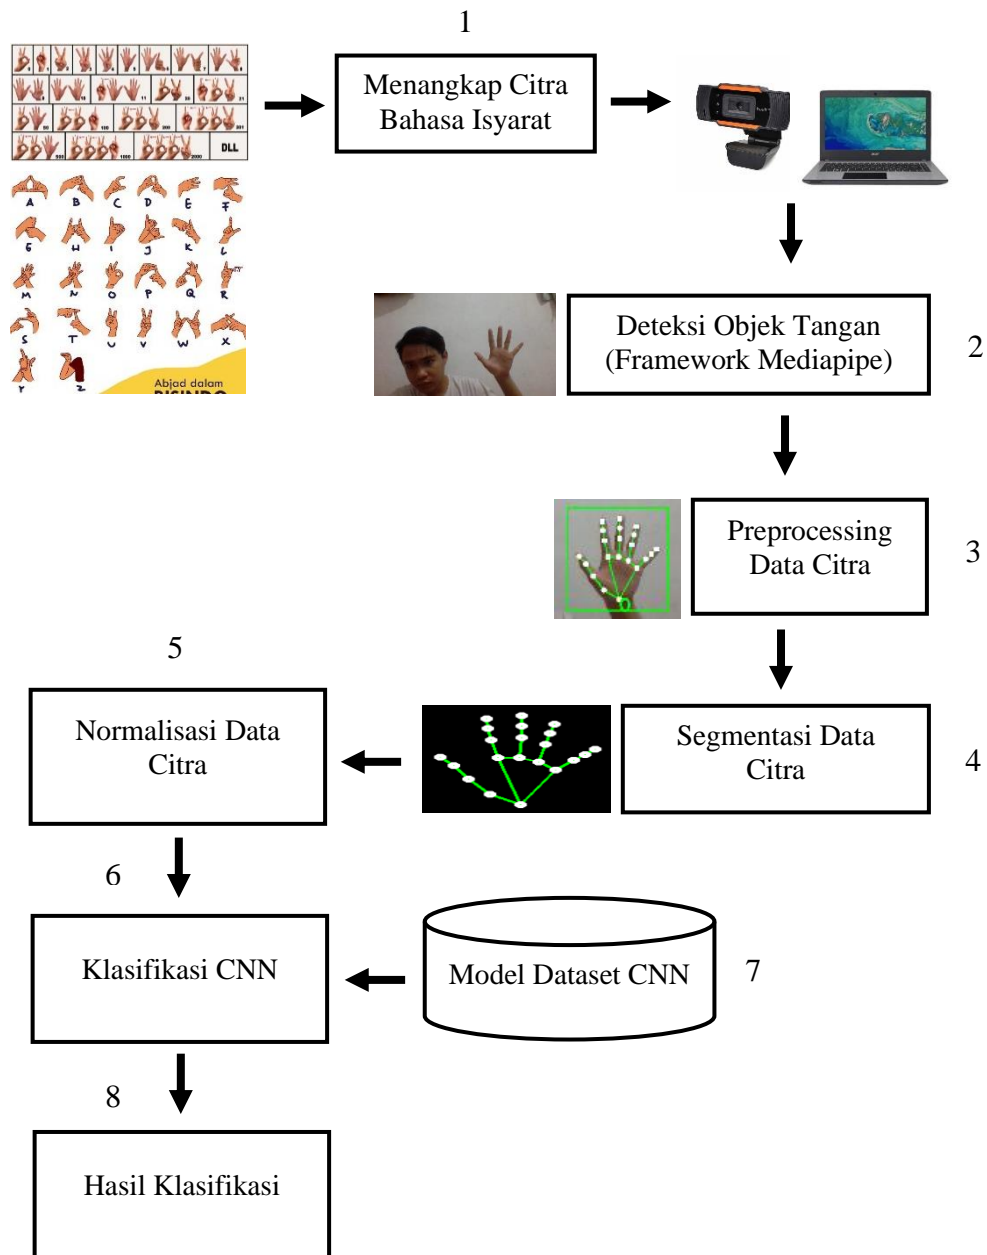 1
Menangkap Citra
Bahasa Isyarat
DLL
A B C D E F
G H I J K L
M N O P Q R
S T U V W X
Y Z
Abjad dalam
BISINDO
Deteksi Objek Tangan
(Framework Mediapipe)
2
Preprocessing
Data Citra
3
Segmentasi Data
Citra
4
5
Normalisasi Data
Citra
6
Klasifikasi CNN
Model Dataset CNN
7
8
Hasil Klasifikasi